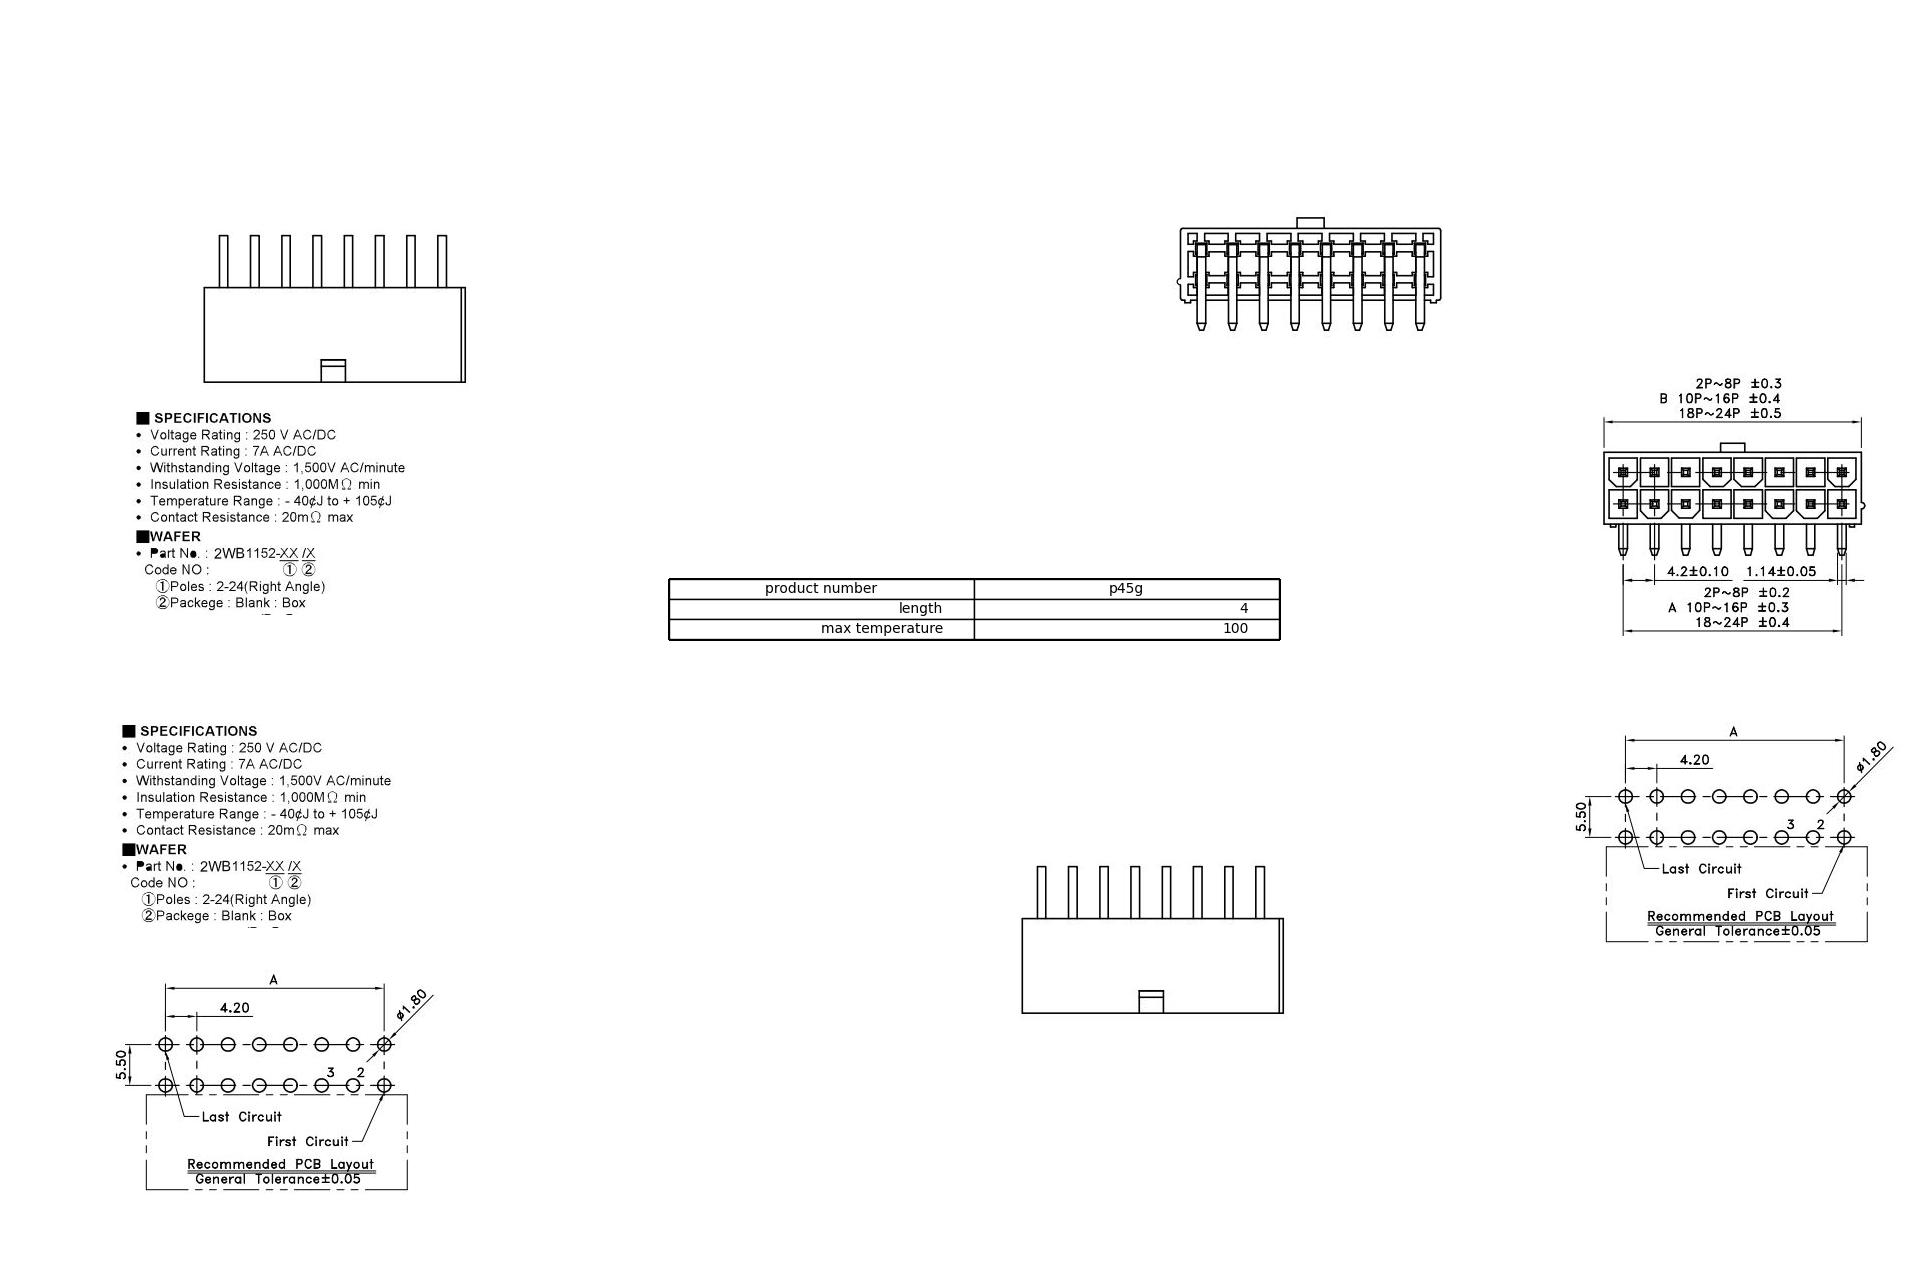 2P~8P ±0.3
B 10P~16P ±0.4
18P~24P ±0.5
■ SPECIFICATIONS
• Voltage Rating : 250 V AC/DC
• Current Rating : 7A AC/DC
• Withstanding Voltage : 1,500V AC/minute
• Insulation Resistance : 1,000MΩ min
• Temperature Range : - 40¢J to + 105¢J
• Contact Resistance : 20mΩ max
■WAFER
• Part No. : 2WB1152-XX /X
Code NO : ① ②
①Poles : 2-24(Right Angle)
②Packege : Blank : Box
product number p45g
length 4
max temperature 100
4.2±0.10 1.14±0.05
2P~8P ±0.2
A 10P~16P ±0.3
18~24P ±0.4
■ SPECIFICATIONS
• Voltage Rating : 250 V AC/DC
• Current Rating : 7A AC/DC
• Withstanding Voltage : 1,500V AC/minute
• Insulation Resistance : 1,000MΩ min
• Temperature Range : - 40¢J to + 105¢J
• Contact Resistance : 20mΩ max
■WAFER
• Part No. : 2WB1152-XX /X
Code NO : ① ②
①Poles : 2-24(Right Angle)
②Packege : Blank : Box
A
4.20
ø1.80
5.50
3 2
Last Circuit
First Circuit
Recommended PCB Layout
General Tolerance±0.05
A
4.20
ø1.80
5.50
3 2
Last Circuit
First Circuit
Recommended PCB Layout
General Tolerance±0.05